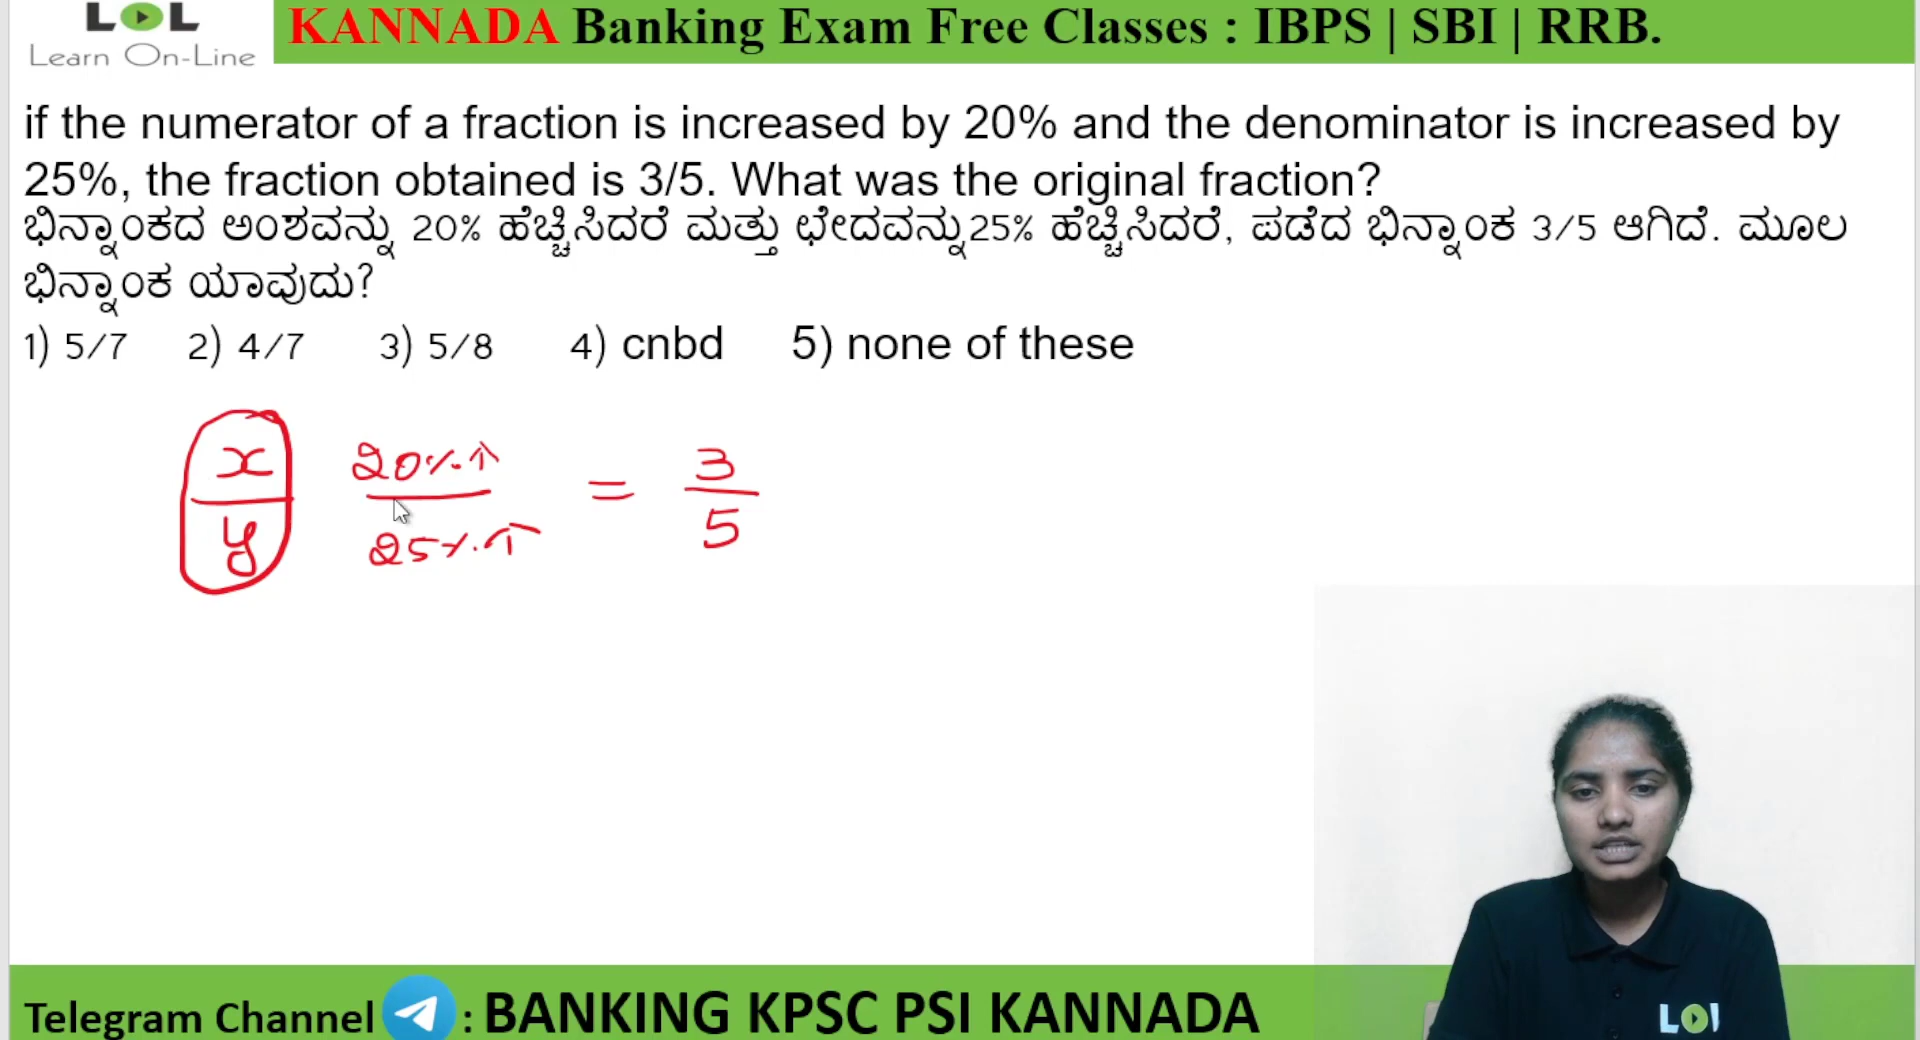 LOL
Learn On-Line
KANNADA Banking Exam Free Classes : IBPS | SBI | RRB.
if the numerator of a fraction is increased by 20% and the denominator is increased by
25%, the fraction obtained is 3/5. What was the original fraction?
ಭಿನ್ನಾಂಕದ ಅಂಶವನ್ನು 20% ಹೆಚ್ಚಿಸಿದರೆ ಮತ್ತು ಛೇದವನ್ನು25% ಹೆಚ್ಚಿಸಿದರೆ, ಪಡೆದ ಭಿನ್ನಾಂಕ 3/5 ಆಗಿದೆ. ಮೂಲ
ಭಿನ್ನಾಂಕ ಯಾವುದು?
1) 5/7 2) 4/7 3) 5/8 4) cnbd 5) none of these
x 20%↑ = 3
y 25%↑ 5
LOL
Telegram Channel : BANKING KPSC PSI KANNADA